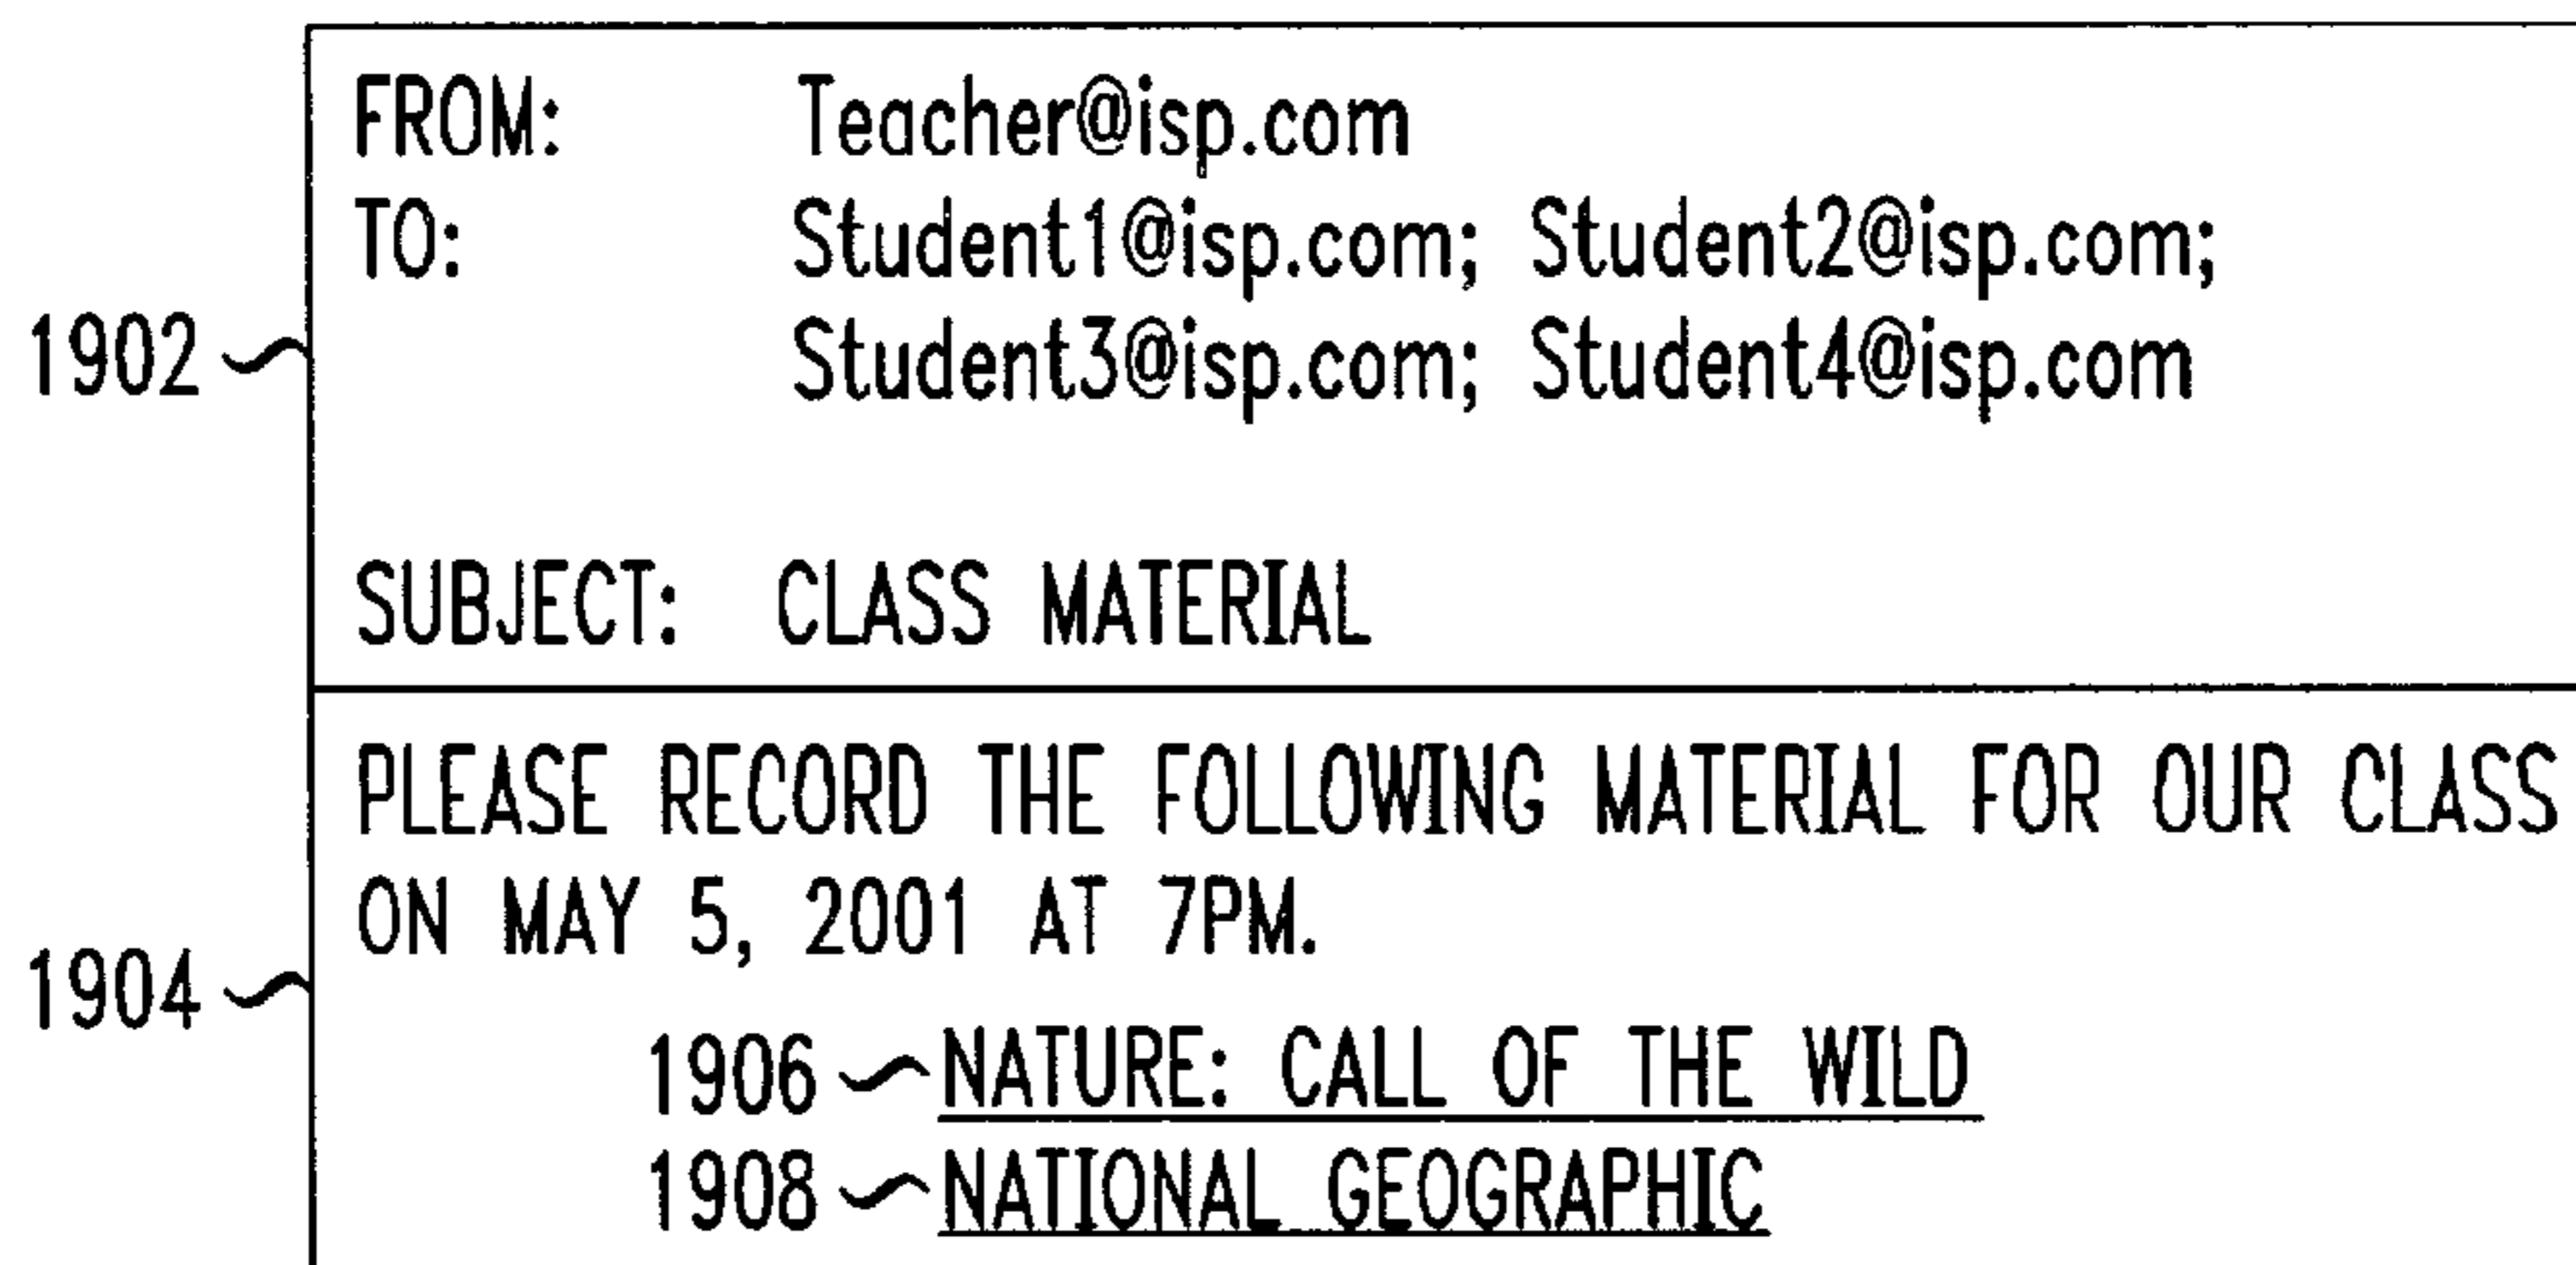 FROM: Teacher@isp.com
TO: Student1@isp.com; Student2@isp.com;
1902 Student3@isp.com; Student4@isp.com
SUBJECT: CLASS MATERIAL
PLEASE RECORD THE FOLLOWING MATERIAL FOR OUR CLASS
ON MAY 5, 2001 AT 7PM.
1904
1906 NATURE: CALL OF THE WILD
1908 NATIONAL GEOGRAPHIC